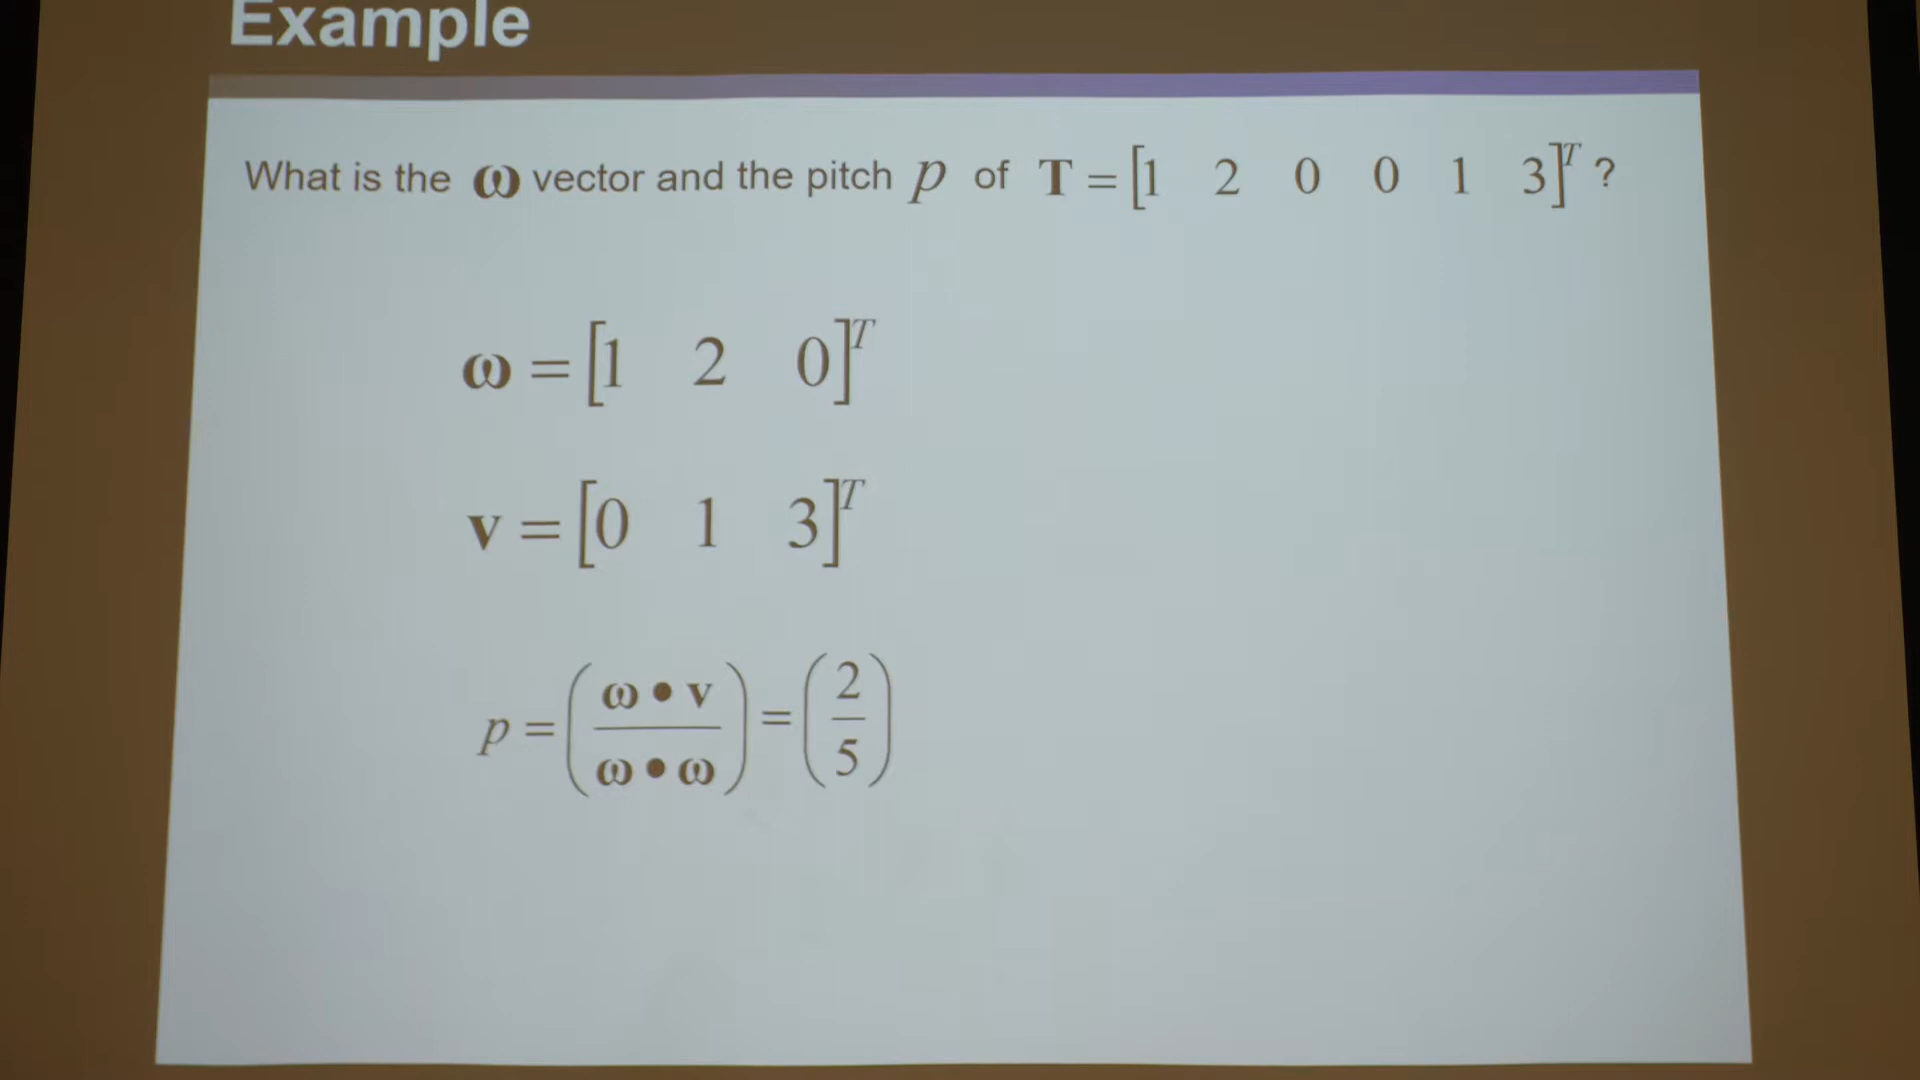 Example
What is the ω vector and the pitch p of T = [1 2 0 0 1 3]ᵀ ?
ω = [1 2 0]ᵀ
v = [0 1 3]ᵀ
p = (ω • v / ω • ω) = (2 / 5)